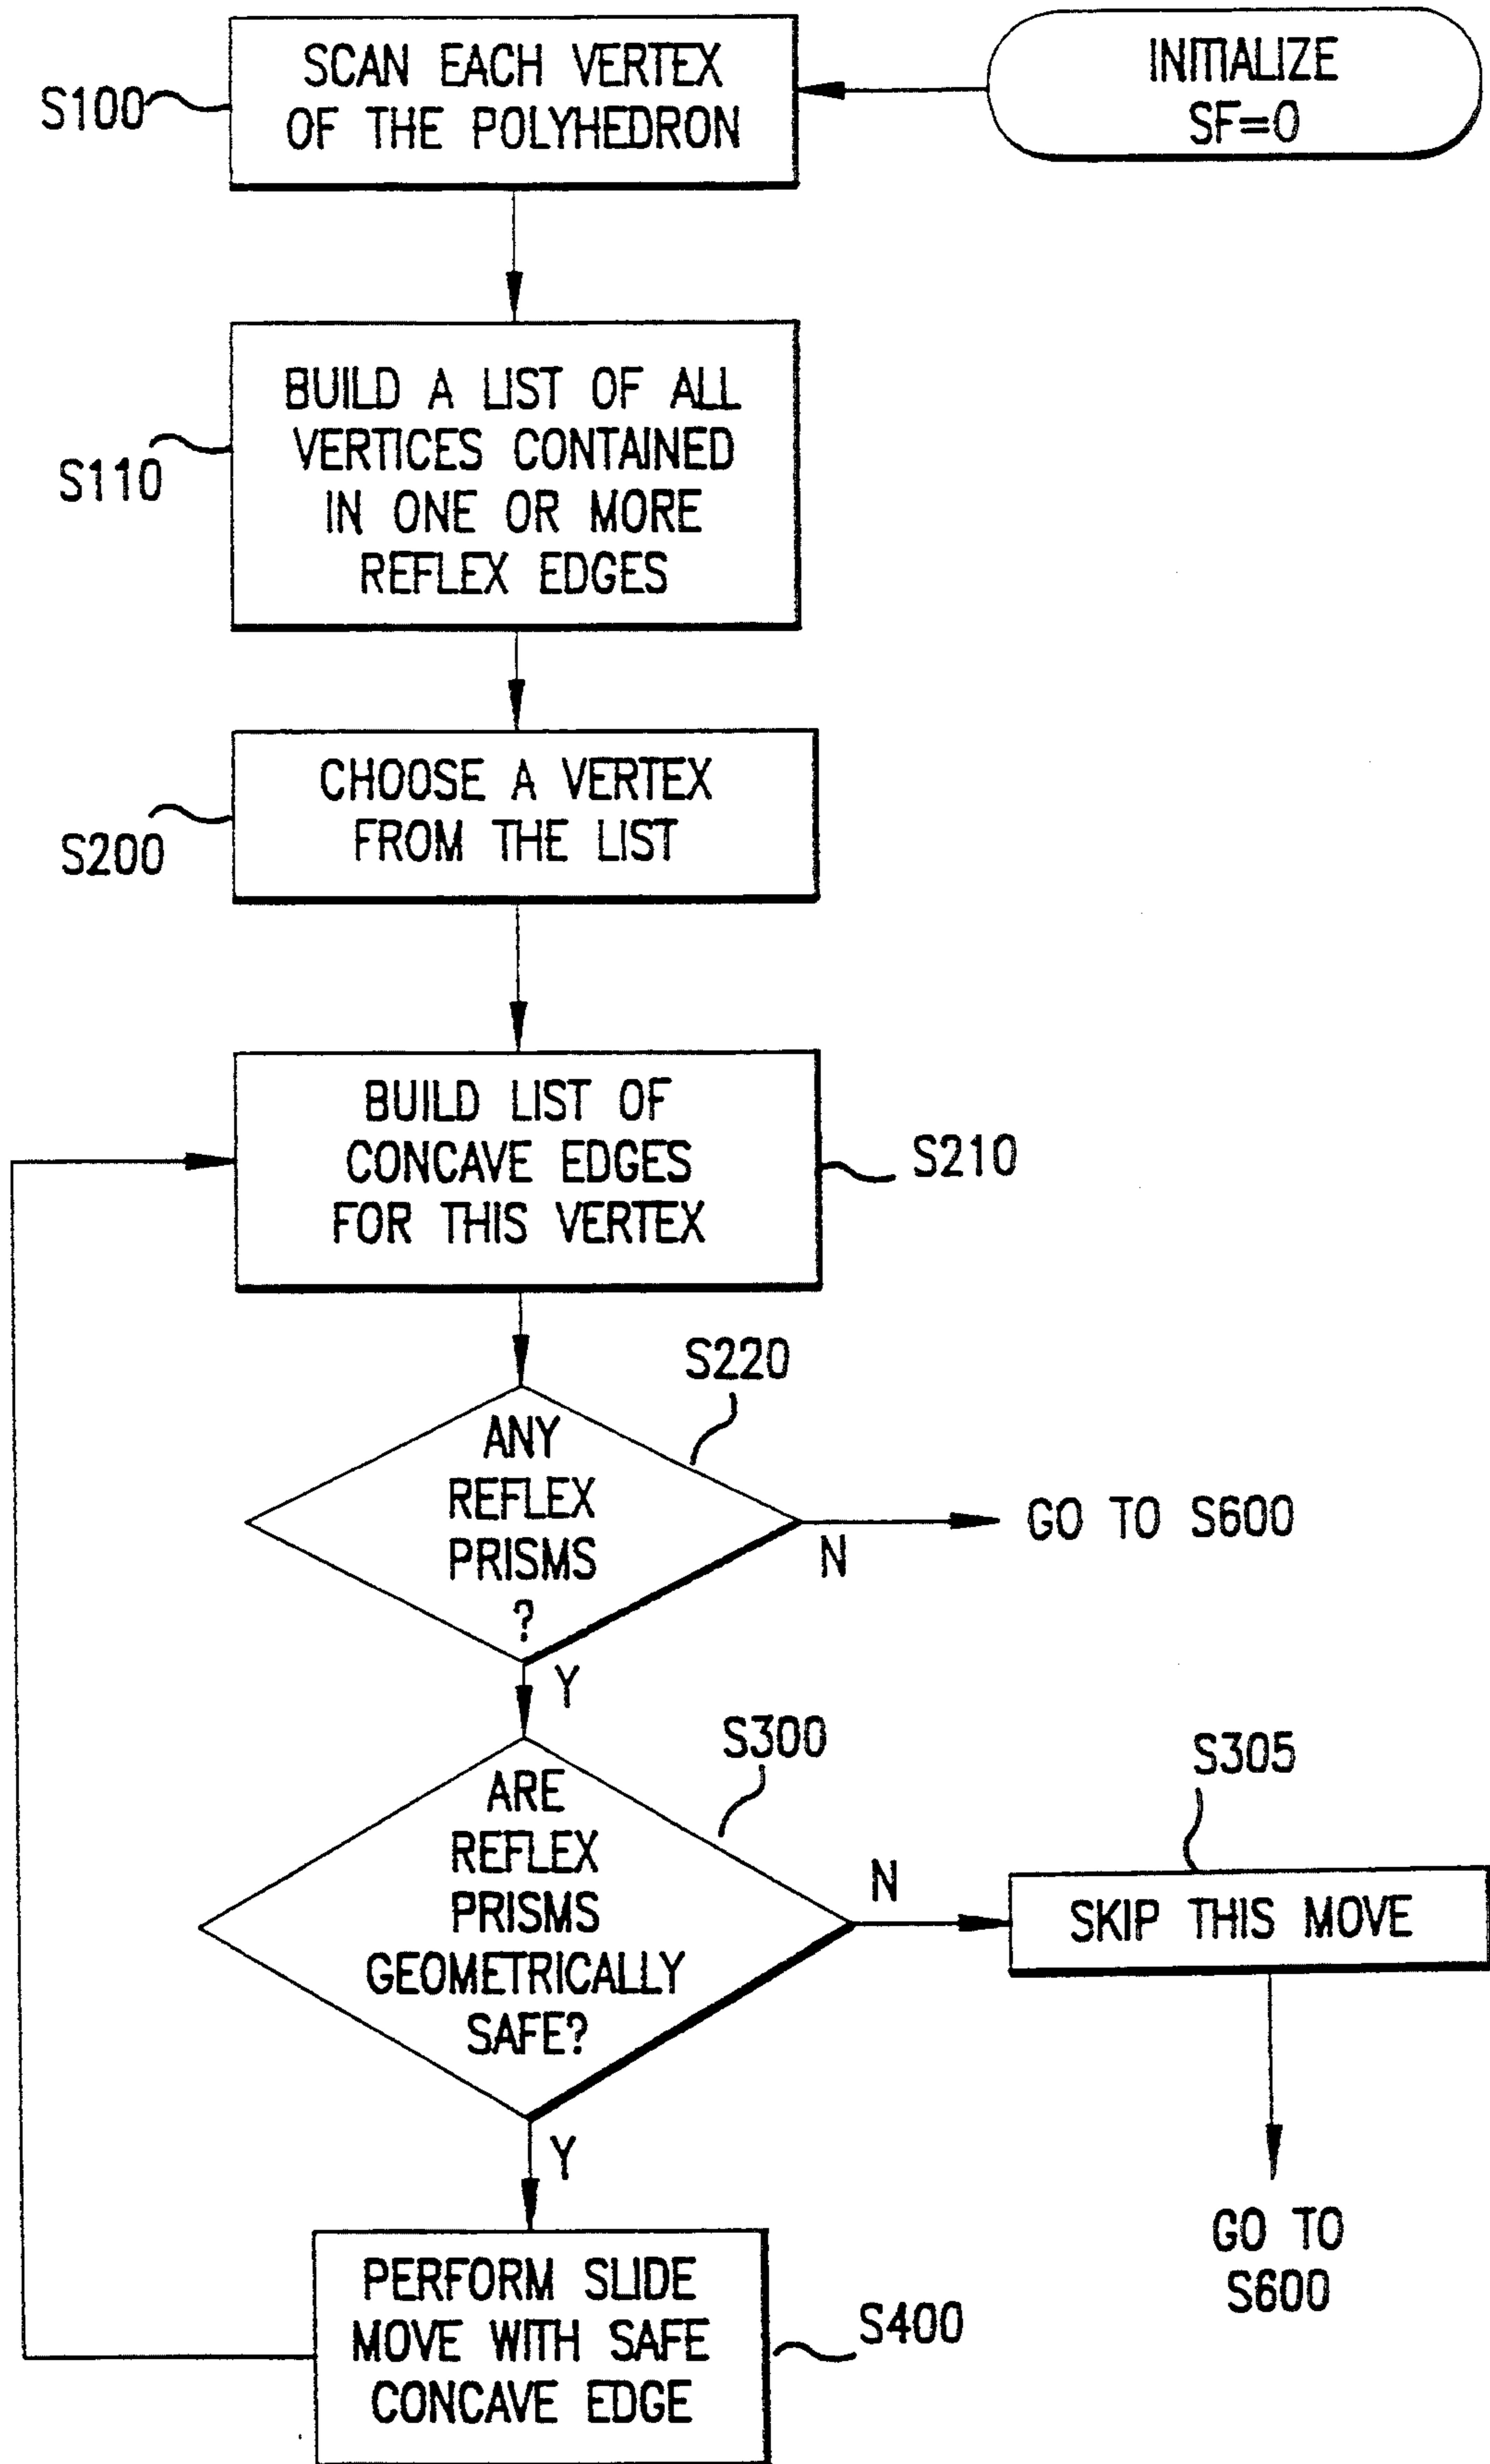 INITIALIZE
SF=0
S100
SCAN EACH VERTEX
OF THE POLYHEDRON
S110
BUILD A LIST OF ALL
VERTICES CONTAINED
IN ONE OR MORE
REFLEX EDGES
S200
CHOOSE A VERTEX
FROM THE LIST
BUILD LIST OF
CONCAVE EDGES
FOR THIS VERTEX
S210
S220
ANY
REFLEX
PRISMS
?
N
GO TO S600
Y
S300
ARE
REFLEX
PRISMS
GEOMETRICALLY
SAFE?
N
S305
SKIP THIS MOVE
GO TO
S600
Y
PERFORM SLIDE
MOVE WITH SAFE
CONCAVE EDGE
S400